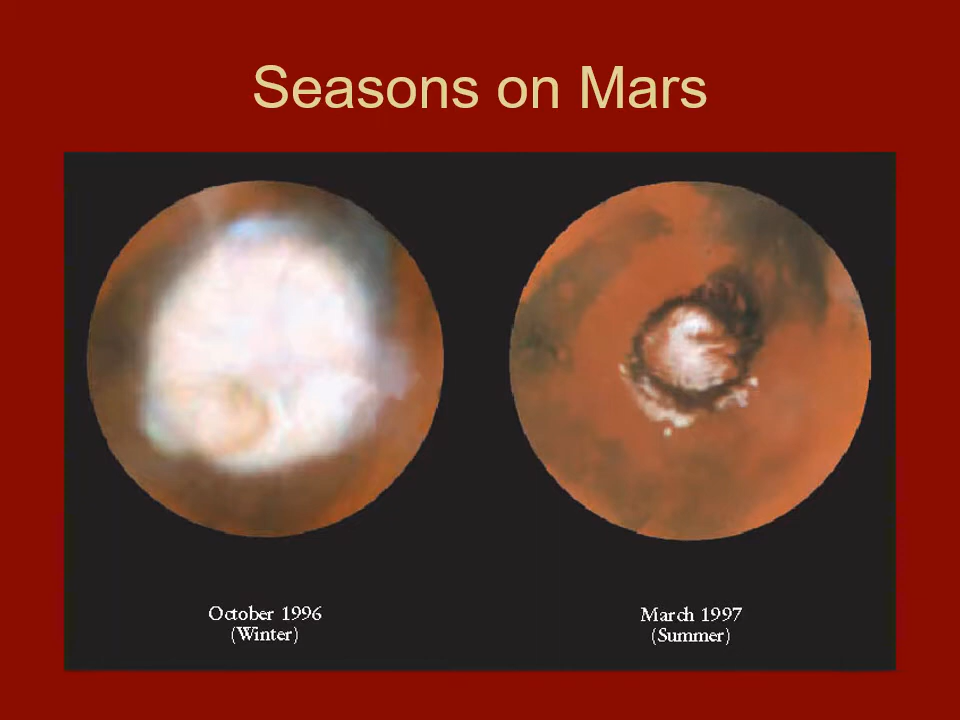 Seasons on Mars
October 1996
(Winter)
March 1997
(Summer)